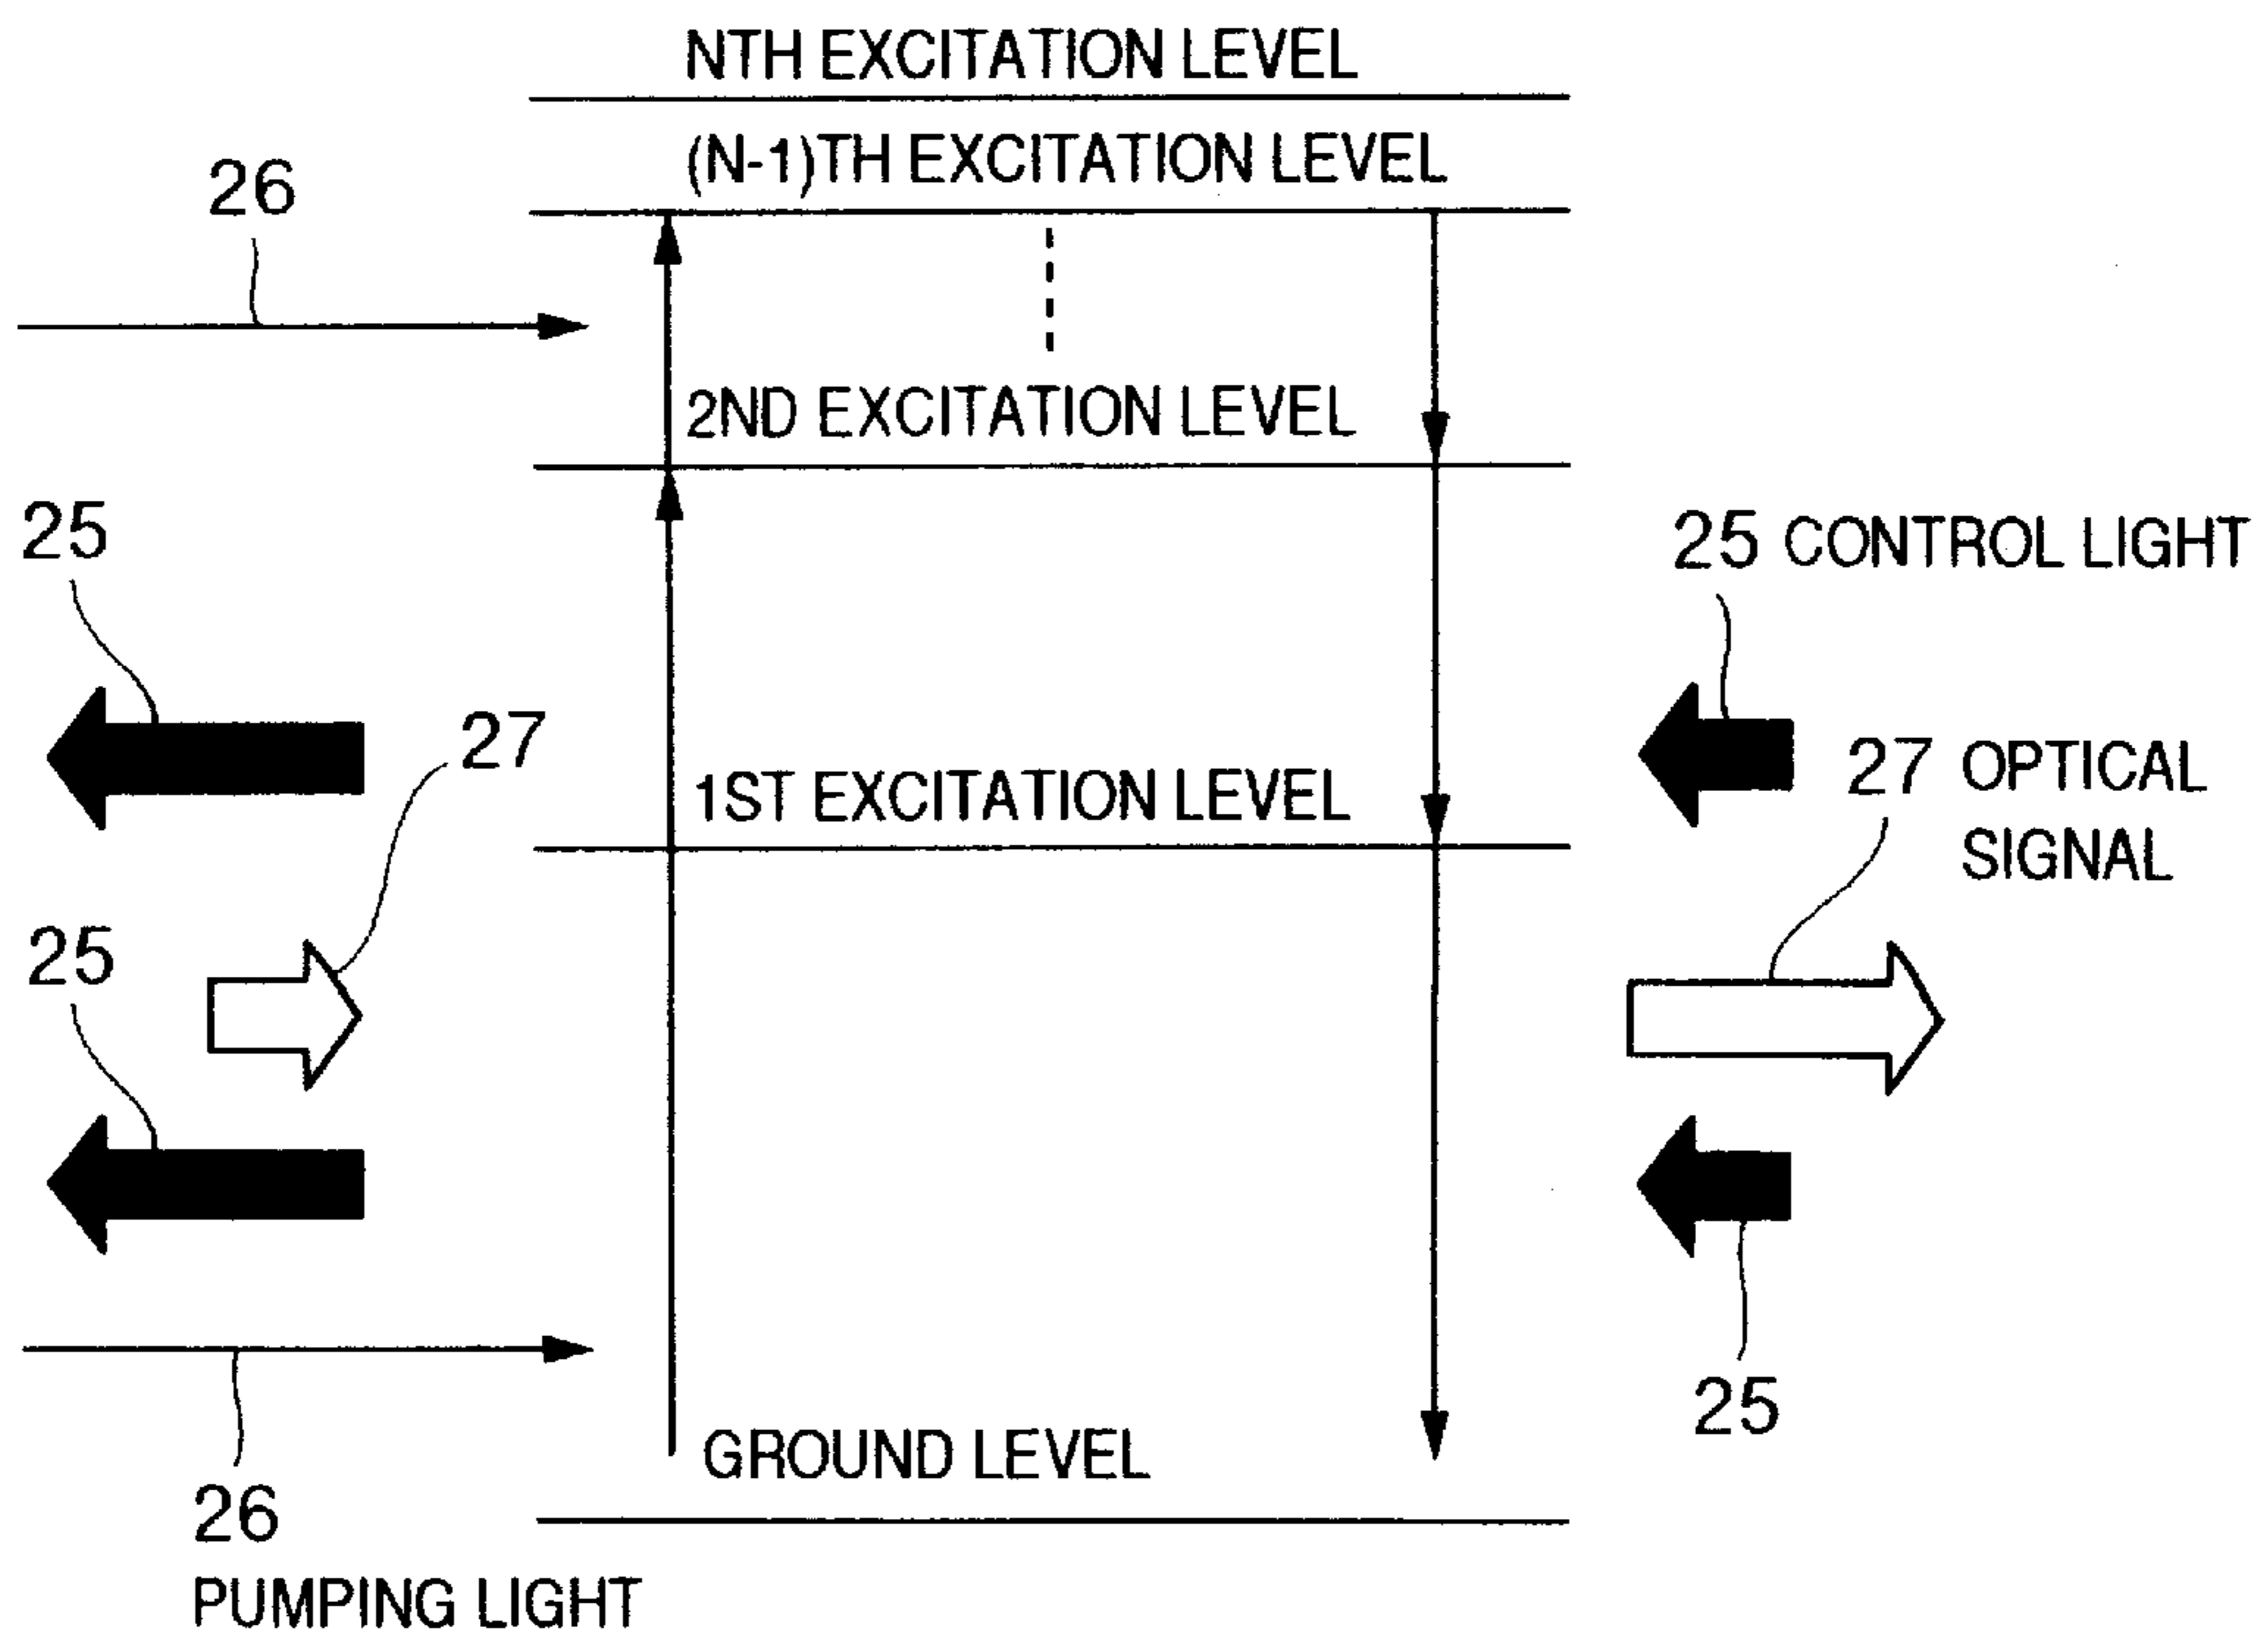 NTH EXCITATION LEVEL
(N-1)TH EXCITATION LEVEL
26
2ND EXCITATION LEVEL
25
25 CONTROL LIGHT
27
1ST EXCITATION LEVEL
27 OPTICAL
SIGNAL
25
25
GROUND LEVEL
26
PUMPING LIGHT